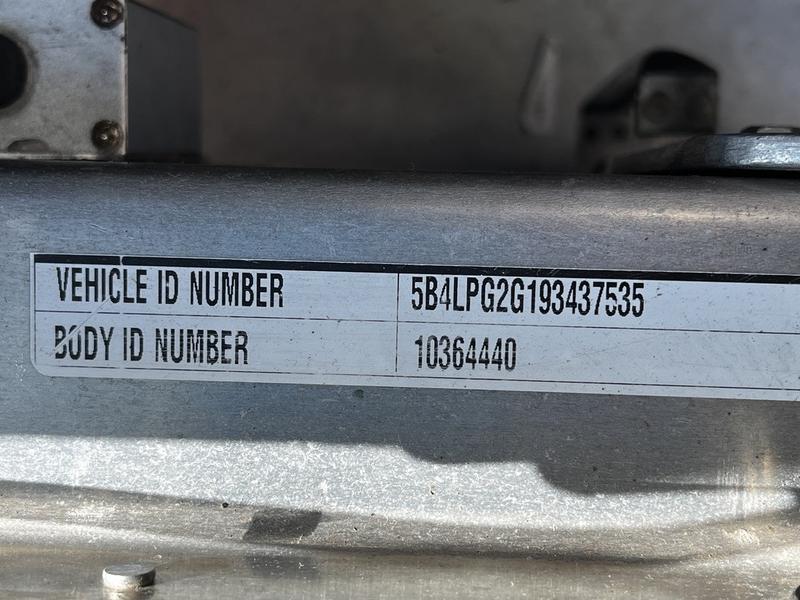 VEHICLE ID NUMBER 5B4LPG2G193437535
BODY ID NUMBER 10364440